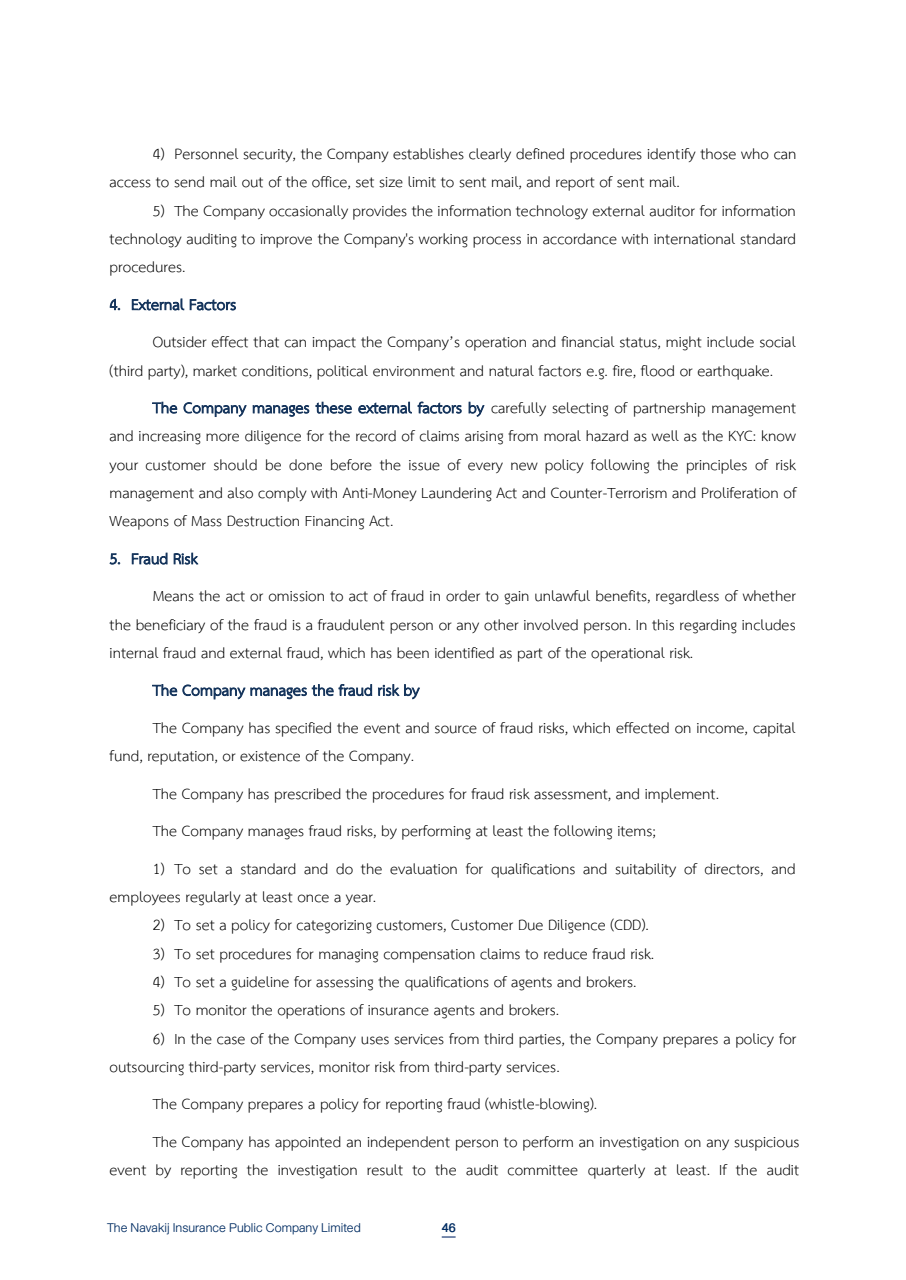 4) Personnel security, the Company establishes clearly defined procedures identify those who can
access to send mail out of the office, set size limit to sent mail, and report of sent mail.
5) The Company occasionally provides the information technology external auditor for information
technology auditing to improve the Company's working process in accordance with international standard
procedures.
4. External Factors
Outsider effect that can impact the Company’s operation and financial status, might include social
(third party), market conditions, political environment and natural factors e.g. fire, flood or earthquake.
The Company manages these external factors by carefully selecting of partnership management
and increasing more diligence for the record of claims arising from moral hazard as well as the KYC: know
your customer should be done before the issue of every new policy following the principles of risk
management and also comply with Anti-Money Laundering Act and Counter-Terrorism and Proliferation of
Weapons of Mass Destruction Financing Act.
5. Fraud Risk
Means the act or omission to act of fraud in order to gain unlawful benefits, regardless of whether
the beneficiary of the fraud is a fraudulent person or any other involved person. In this regarding includes
internal fraud and external fraud, which has been identified as part of the operational risk.
The Company manages the fraud risk by
The Company has specified the event and source of fraud risks, which effected on income, capital
fund, reputation, or existence of the Company.
The Company has prescribed the procedures for fraud risk assessment, and implement.
The Company manages fraud risks, by performing at least the following items;
1) To set a standard and do the evaluation for qualifications and suitability of directors, and
employees regularly at least once a year.
2) To set a policy for categorizing customers, Customer Due Diligence (CDD).
3) To set procedures for managing compensation claims to reduce fraud risk.
4) To set a guideline for assessing the qualifications of agents and brokers.
5) To monitor the operations of insurance agents and brokers.
6) In the case of the Company uses services from third parties, the Company prepares a policy for
outsourcing third-party services, monitor risk from third-party services.
The Company prepares a policy for reporting fraud (whistle-blowing).
The Company has appointed an independent person to perform an investigation on any suspicious
event by reporting the investigation result to the audit committee quarterly at least. If the audit
The Navakij Insurance Public Company Limited 46